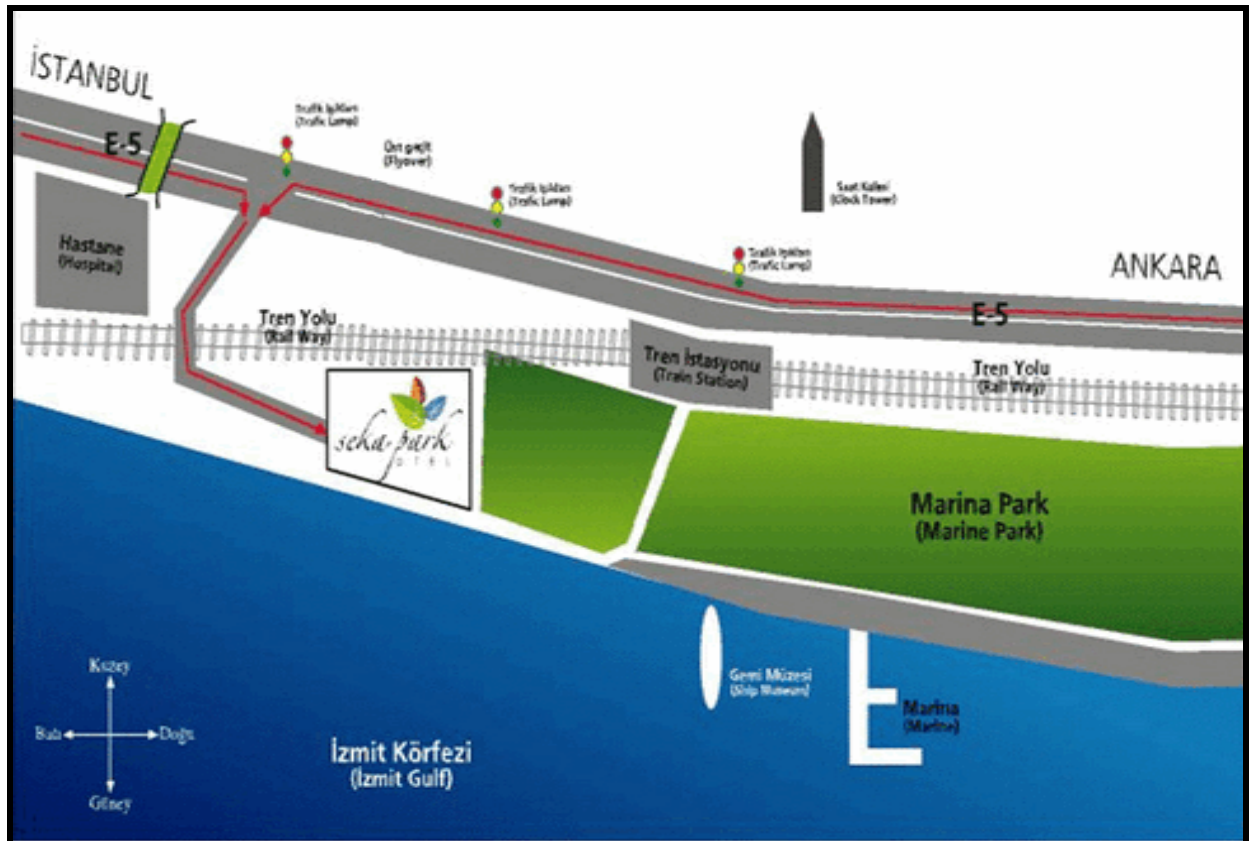 İSTANBUL
E-5
Trafik Işıkları
(Trafic Lamp)
Üst geçit
(Flyover)
Trafik Işıkları
(Trafic Lamp)
Saat Kulesi
(Clock Tower)
Trafik Işıkları
(Trafic Lamp)
ANKARA
Hastane
(Hospital)
E-5
Tren Yolu
(Rail Way)
Tren İstasyonu
(Train Station)
Tren Yolu
(Rail Way)
seka park
OTEL
Marina Park
(Marine Park)
Gemi Müzesi
(Ship Museum)
Marina
(Marine)
Kuzey
Batı
Doğu
Güney
İzmit Körfezi
(İzmit Gulf)